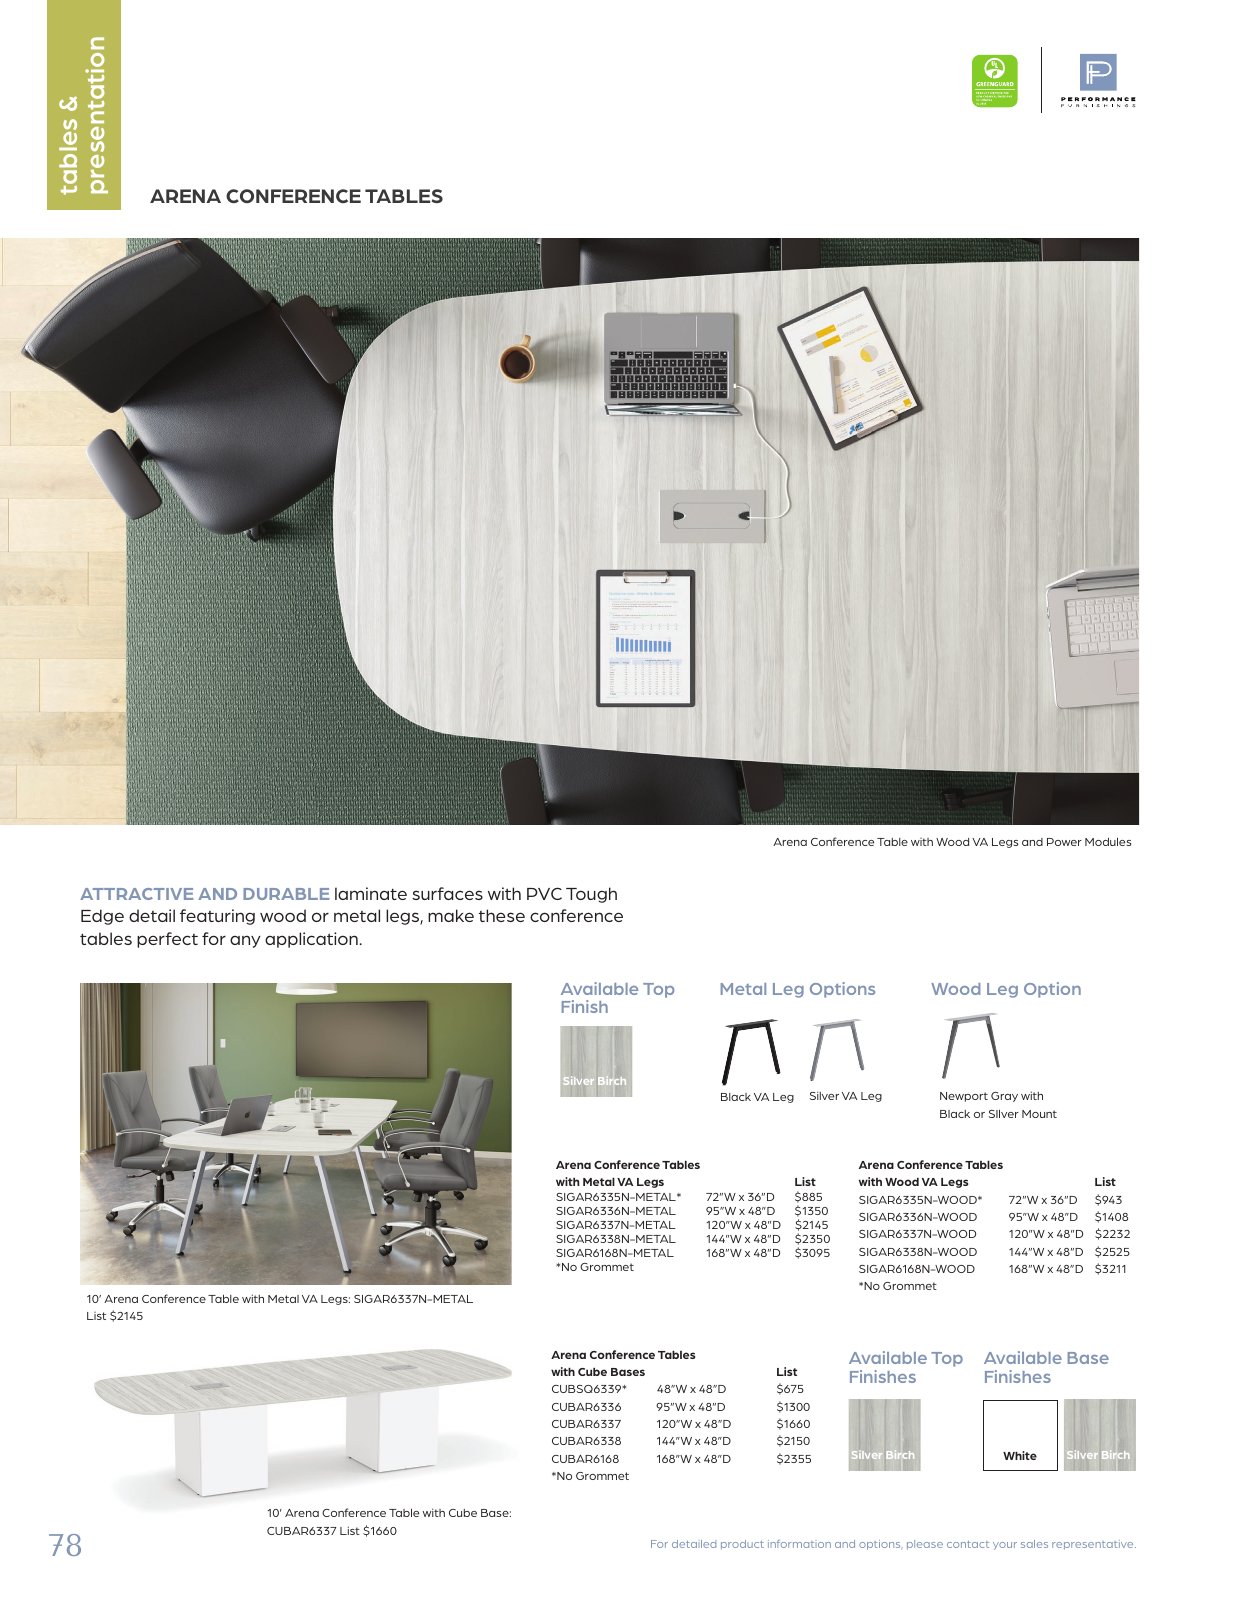 tables &
presentation
GREENGUARD
PERFORMANCE
FURNISHINGS
ARENA CONFERENCE TABLES
Arena Conference Table with Wood VA Legs and Power Modules
ATTRACTIVE AND DURABLE laminate surfaces with PVC Tough
Edge detail featuring wood or metal legs, make these conference
tables perfect for any application.
Available Top
Finish
Silver Birch
Metal Leg Options
Black VA Leg
Silver VA Leg
Wood Leg Option
Newport Gray with
Black or SIlver Mount
10' Arena Conference Table with Metal VA Legs: SIGAR6337N-METAL
List $2145
Arena Conference Tables
with Metal VA Legs List
SIGAR6335N-METAL* 72"W x 36"D $885
SIGAR6336N-METAL 95"W x 48"D $1350
SIGAR6337N-METAL 120"W x 48"D $2145
SIGAR6338N-METAL 144"W x 48"D $2350
SIGAR6168N-METAL 168"W x 48"D $3095
*No Grommet
Arena Conference Tables
with Wood VA Legs List
SIGAR6335N-WOOD* 72"W x 36"D $943
SIGAR6336N-WOOD 95"W x 48"D $1408
SIGAR6337N-WOOD 120"W x 48"D $2232
SIGAR6338N-WOOD 144"W x 48"D $2525
SIGAR6168N-WOOD 168"W x 48"D $3211
*No Grommet
10' Arena Conference Table with Cube Base:
CUBAR6337 List $1660
Arena Conference Tables
with Cube Bases List
CUBSQ6339* 48"W x 48"D $675
CUBAR6336 95"W x 48"D $1300
CUBAR6337 120"W x 48"D $1660
CUBAR6338 144"W x 48"D $2150
CUBAR6168 168"W x 48"D $2355
*No Grommet
Available Top
Finishes
Silver Birch
Available Base
Finishes
White
Silver Birch
78
For detailed product information and options, please contact your sales representative.